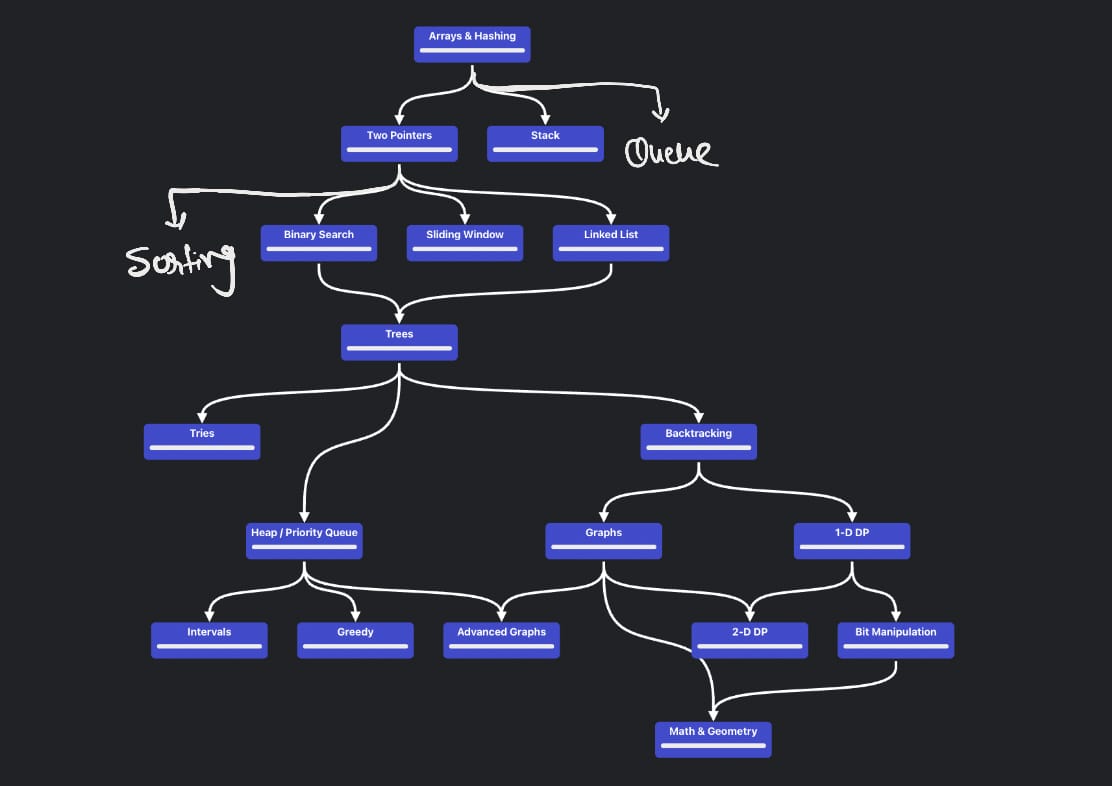 Arrays & Hashing
Two Pointers
Stack
Queue
Sorting
Binary Search
Sliding Window
Linked List
Trees
Tries
Backtracking
Heap / Priority Queue
Graphs
1-D DP
Intervals
Greedy
Advanced Graphs
2-D DP
Bit Manipulation
Math & Geometry